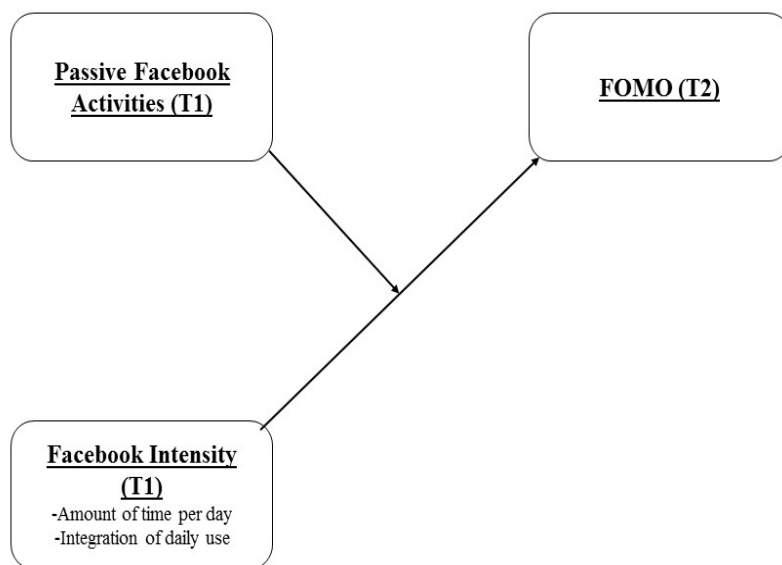 Passive Facebook
Activities (T1)
FOMO (T2)
Facebook Intensity
(T1)
-Amount of time per day
-Integration of daily use